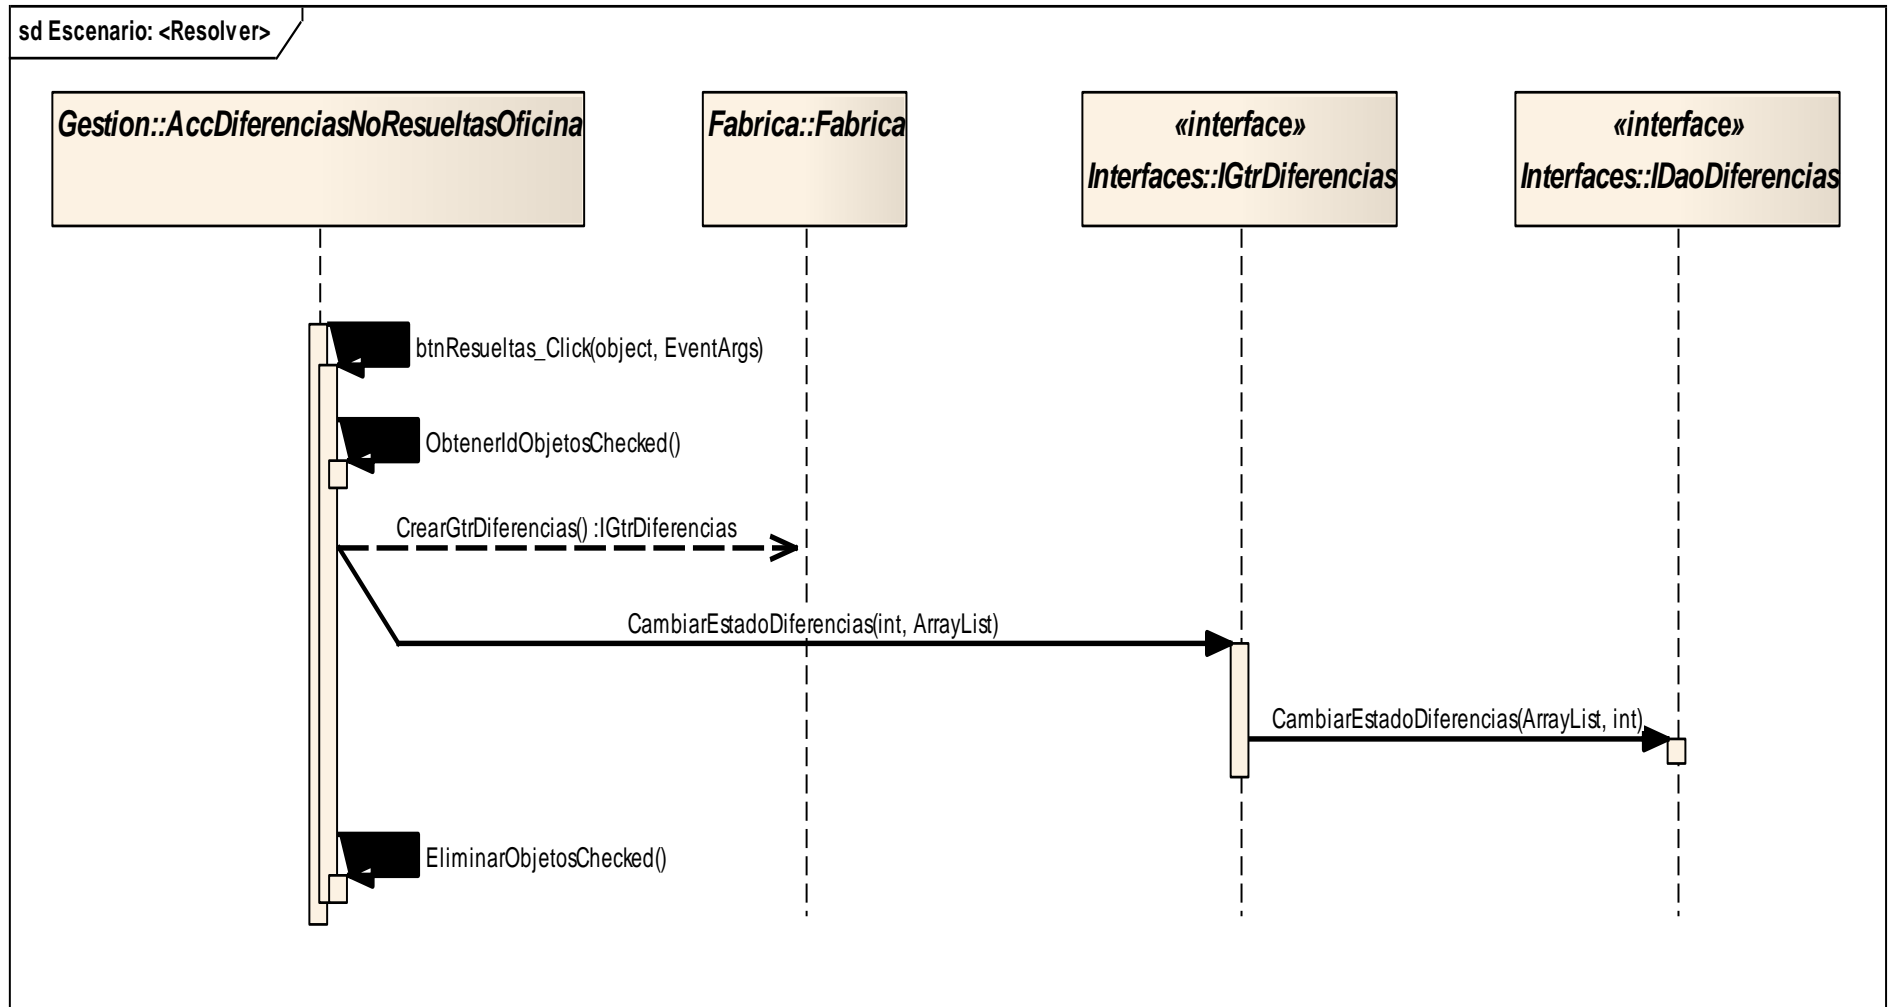 sd Escenario: <Resolver>
Gestion::AccDiferenciasNoResueltasOficina
Fabrica::Fabrica
«interface»
Interfaces::IGtrDiferencias
«interface»
Interfaces::IDaoDiferencias
btnResueltas_Click(object, EventArgs)
ObtenerIdObjetosChecked()
CrearGtrDiferencias() :IGtrDiferencias
CambiarEstadoDiferencias(int, ArrayList)
CambiarEstadoDiferencias(ArrayList, int)
EliminarObjetosChecked()